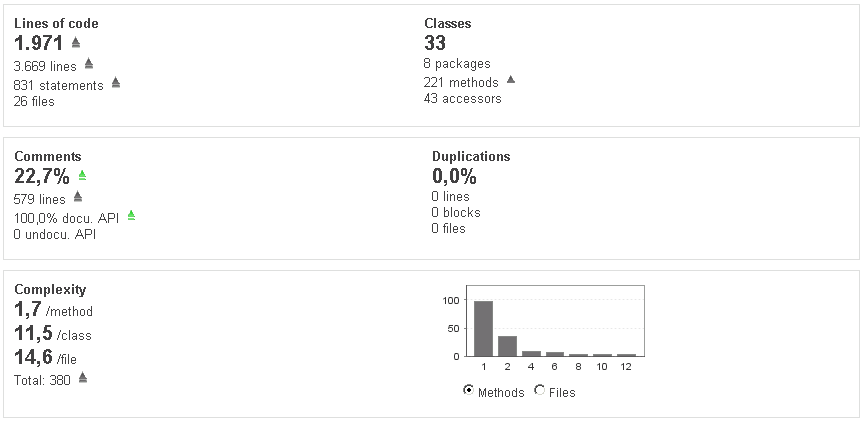 Lines of code
1.971
3.669 lines
831 statements
26 files
Classes
33
8 packages
221 methods
43 accessors
Comments
22,7%
579 lines
100,0% docu. API
0 undocu. API
Duplications
0,0%
0 lines
0 blocks
0 files
Complexity
1,7 /method
11,5 /class
14,6 /file
Total: 380
100
50
0
1 2 4 6 8 10 12
Methods Files